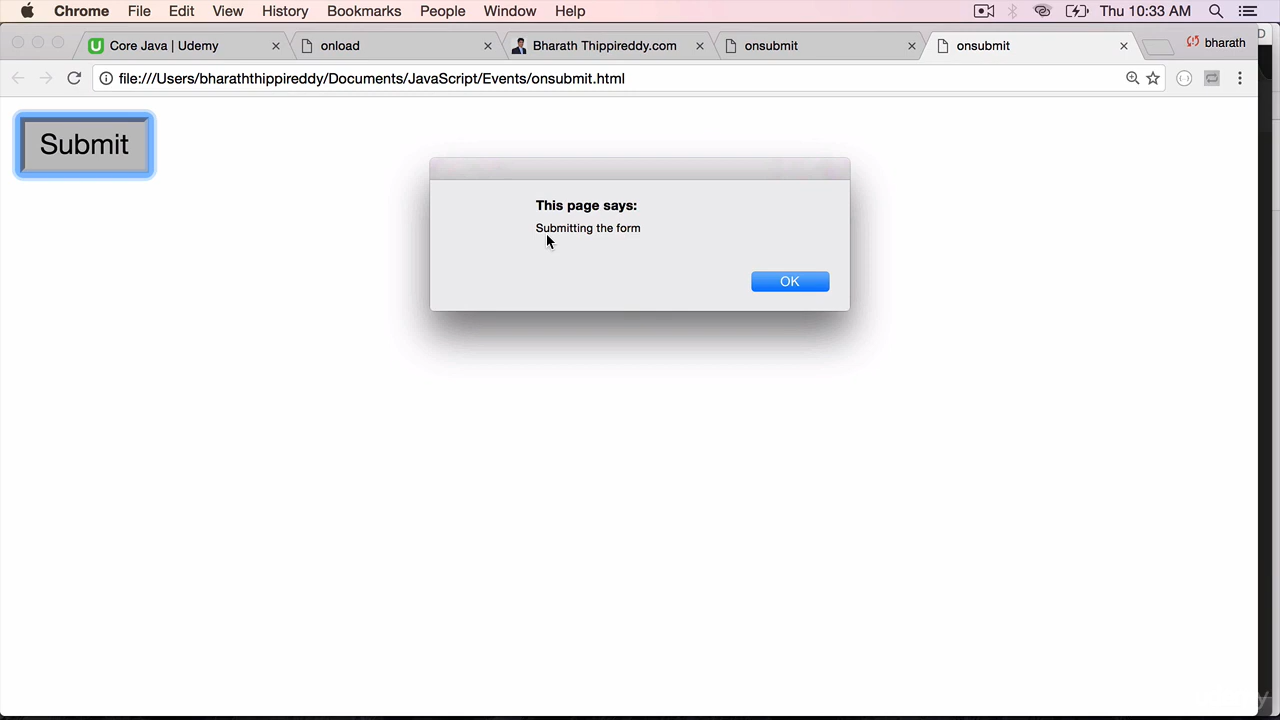 Chrome File Edit View History Bookmarks People Window Help Thu 10:33 AM
Core Java | Udemy onload Bharath Thippireddy.com onsubmit onsubmit bharath
file:///Users/bharaththippireddy/Documents/JavaScript/Events/onsubmit.html
Submit
This page says:
Submitting the form
OK